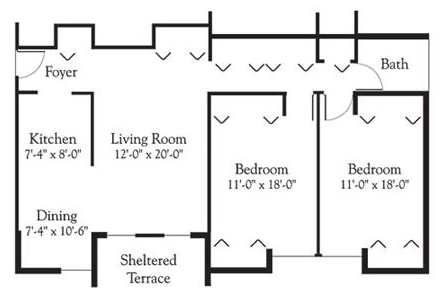 Foyer
Bath
Kitchen
7'-4" x 8'-0"
Living Room
12'-0" x 20'-0"
Bedroom
11'-0" x 18'-0"
Bedroom
11'-0" x 18'-0"
Dining
7'-4" x 10'-6"
Sheltered
Terrace